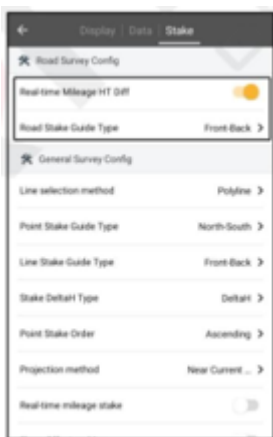 Display | Data | Stake
Road Survey Config
Real-time Mileage HT Diff
Road Stake Guide Type Front-Back
General Survey Config
Line selection method Polyline
Point Stake Guide Type North-South
Line Stake Guide Type Front-Back
Stake DeltaH Type DeltaH
Point Stake Order Ascending
Projection method Near Current ...
Real-time mileage stake